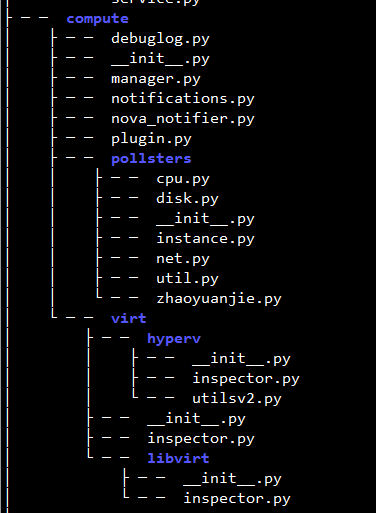 service.py
compute
debuglog.py
__init__.py
manager.py
notifications.py
nova_notifier.py
plugin.py
pollsters
cpu.py
disk.py
__init__.py
instance.py
net.py
util.py
zhaoyuanjie.py
virt
hyperv
__init__.py
inspector.py
utilsv2.py
__init__.py
inspector.py
libvirt
__init__.py
inspector.py